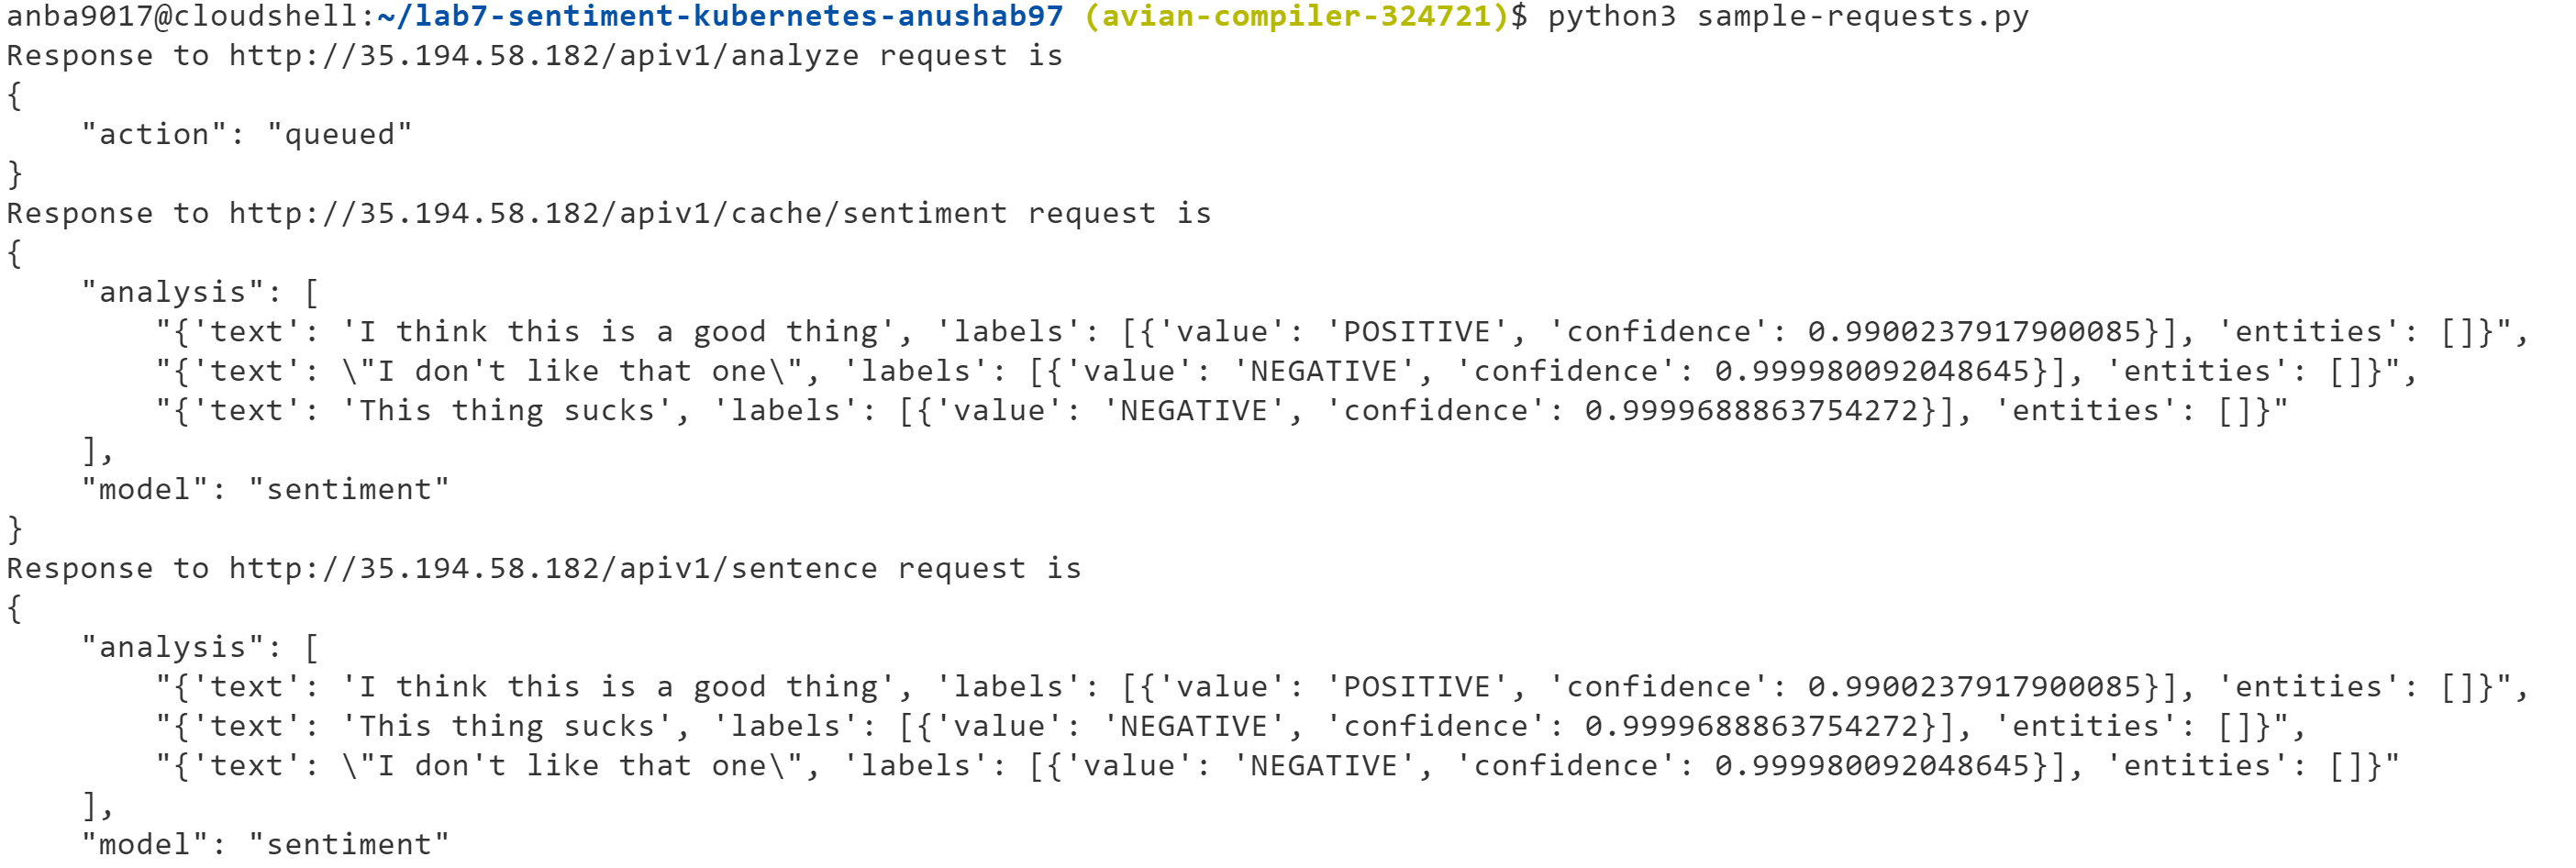 anba9017@cloudshell:~/lab7-sentiment-kubernetes-anushab97 (avian-compiler-324721)$ python3 sample-requests.py
Response to http://35.194.58.182/apiv1/analyze request is
{
    "action": "queued"
}
Response to http://35.194.58.182/apiv1/cache/sentiment request is
{
    "analysis": [
        "{'text': 'I think this is a good thing', 'labels': [{'value': 'POSITIVE', 'confidence': 0.9900237917900085}], 'entities': []}",
        "{'text': \"I don't like that one\", 'labels': [{'value': 'NEGATIVE', 'confidence': 0.999980092048645}], 'entities': []}",
        "{'text': 'This thing sucks', 'labels': [{'value': 'NEGATIVE', 'confidence': 0.9999688863754272}], 'entities': []}"
    ],
    "model": "sentiment"
}
Response to http://35.194.58.182/apiv1/sentence request is
{
    "analysis": [
        "{'text': 'I think this is a good thing', 'labels': [{'value': 'POSITIVE', 'confidence': 0.9900237917900085}], 'entities': []}",
        "{'text': 'This thing sucks', 'labels': [{'value': 'NEGATIVE', 'confidence': 0.9999688863754272}], 'entities': []}",
        "{'text': \"I don't like that one\", 'labels': [{'value': 'NEGATIVE', 'confidence': 0.999980092048645}], 'entities': []}"
    ],
    "model": "sentiment"